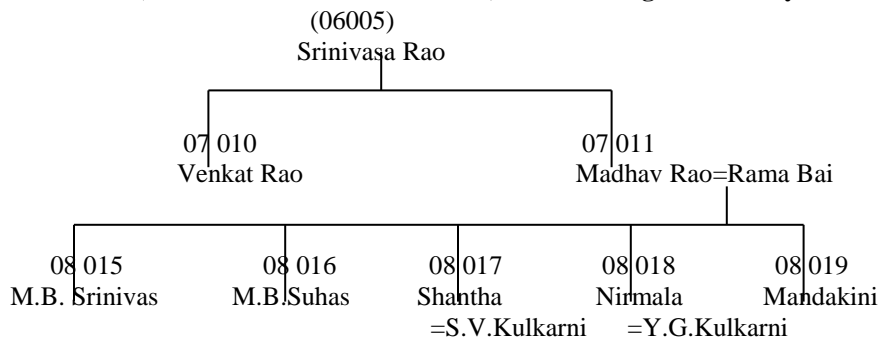 (06005)
Srinivasa Rao
07 010 07 011
Venkat Rao Madhav Rao=Rama Bai
08 015 08 016 08 017 08 018 08 019
M.B. Srinivas M.B.Suhas Shantha Nirmala Mandakini
=S.V.Kulkarni =Y.G.Kulkarni